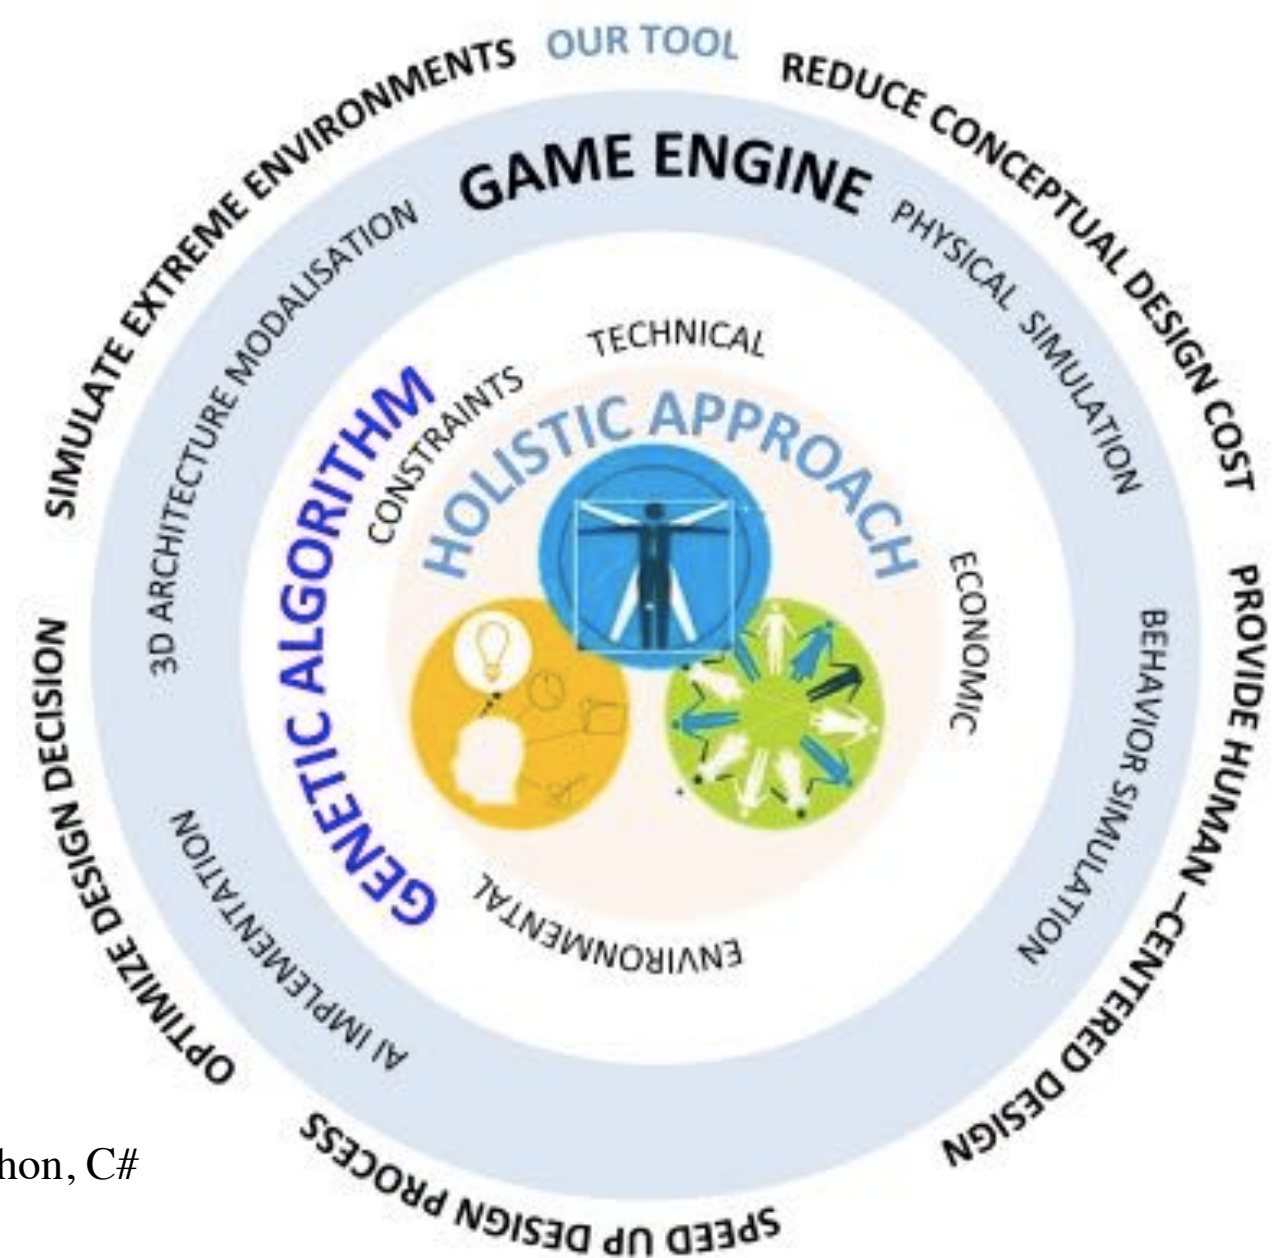 OUR TOOL
REDUCE CONCEPTUAL DESIGN COST
PROVIDE HUMAN –CENTERED DESIGN
SPEED UP DESIGN PROCESS
OPTIMIZE DESIGN DECISION
SIMULATE EXTREME ENVIRONMENTS
GAME ENGINE
PHYSICAL SIMULATION
BEHAVIOR SIMULATION
AI IMPLEMENTATION
3D ARCHITECTURE MODALISATION
GENETIC ALGORITHM
CONSTRAINTS
TECHNICAL
ECONOMIC
ENVIRONMENTAL
HOLISTIC APPROACH
hon, C#